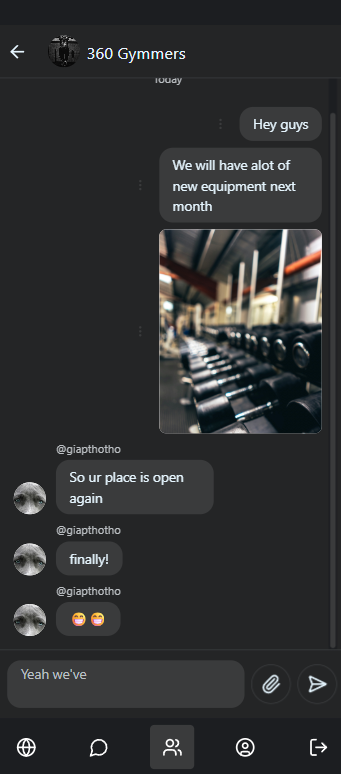 360 Gymmers
Today
Hey guys
We will have alot of
new equipment next
month
@giapthotho
So ur place is open
again
@giapthotho
finally!
@giapthotho
😁😁
Yeah we've